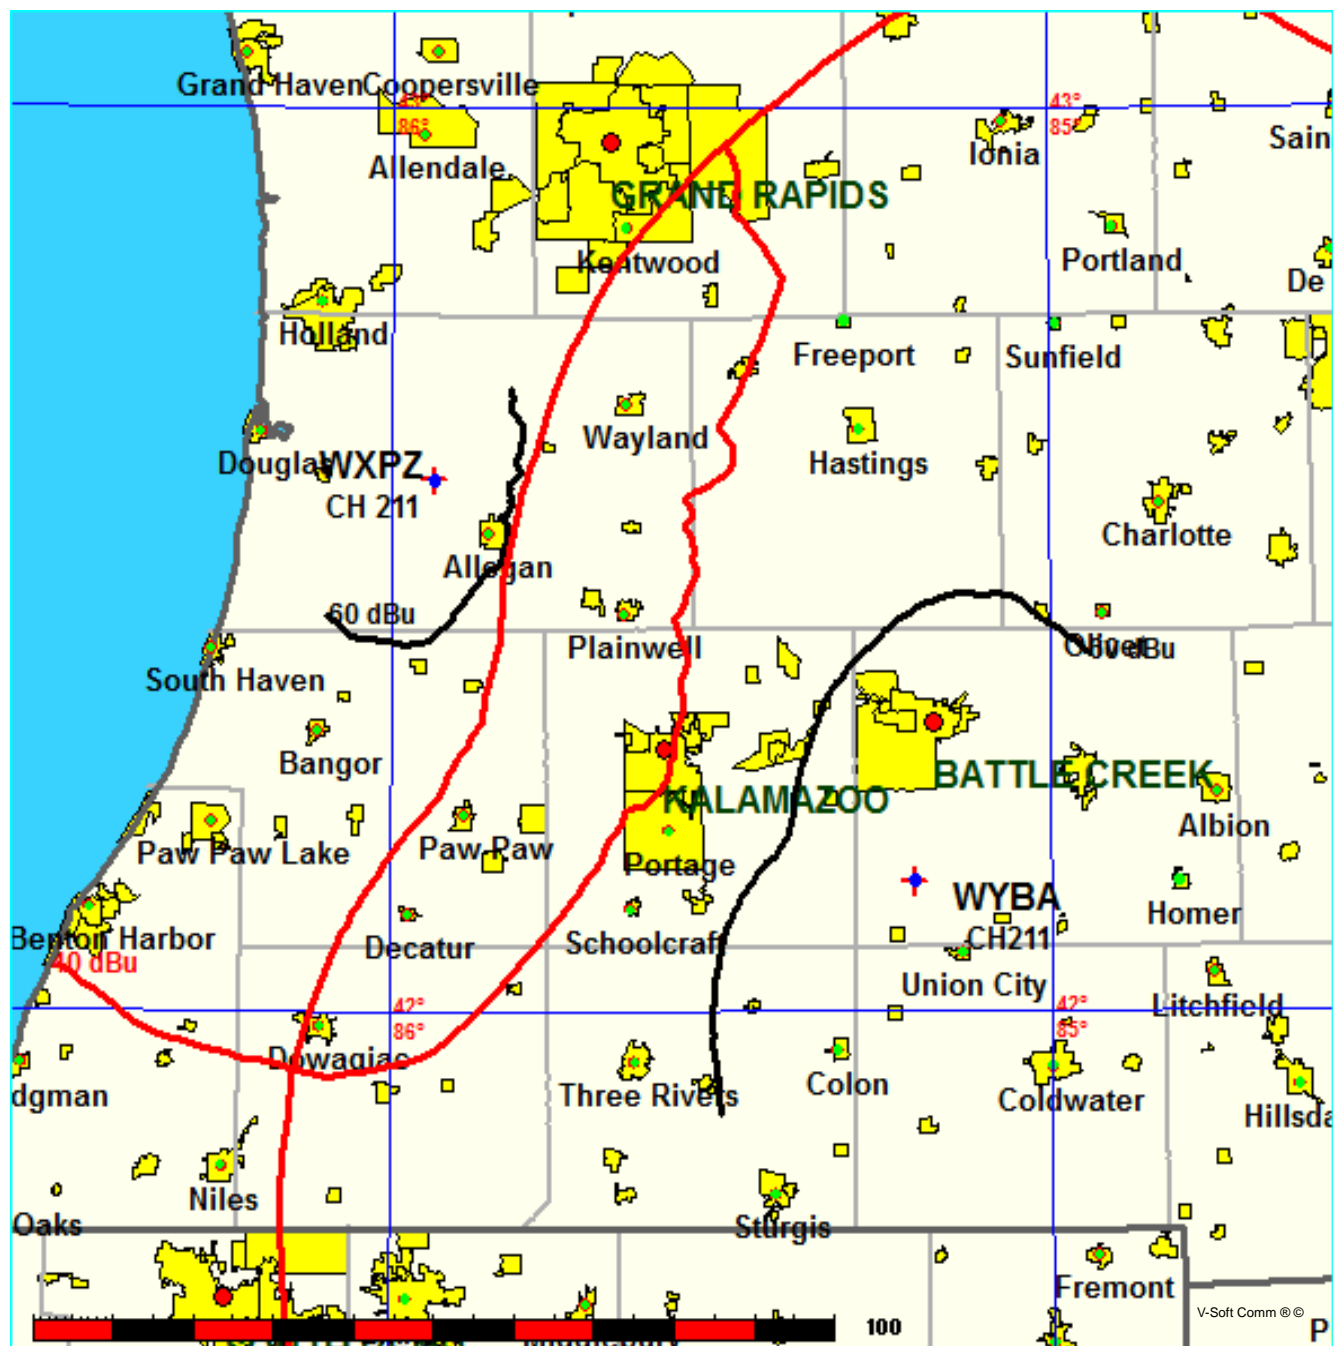 Grand Haven
Coopersville
43°
86°
43°
85°
Allendale
Ionia
Sain
GRAND RAPIDS
Kentwood
Portland
De
Holland
Freeport
Sunfield
Wayland
Douglas
WXPZ
CH 211
Hastings
Charlotte
Allegan
60 dBu
Plainwell
Olivet
60 dBu
South Haven
Bangor
BATTLE CREEK
KALAMAZOO
Albion
Paw Paw Lake
Paw Paw
Portage
WYBA
CH211
Homer
Benton Harbor
40 dBu
Decatur
Schoolcraft
Union City
42°
86°
42°
85°
Litchfield
Dowagiac
dgman
Three Rivers
Colon
Coldwater
Hillsda
Niles
Oaks
Sturgis
Fremont
V-Soft Comm ® ©
100
P